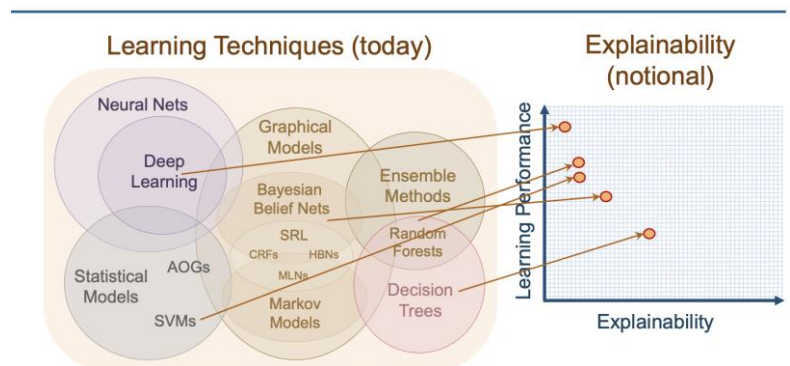 Learning Techniques (today)
Explainability
(notional)
Neural Nets
Deep
Learning
Graphical
Models
Bayesian
Belief Nets
SRL
CRFs
HBNs
MLNs
Markov
Models
Ensemble
Methods
Random
Forests
Decision
Trees
Statistical
Models
AOGs
SVMs
Learning Performance
Explainability